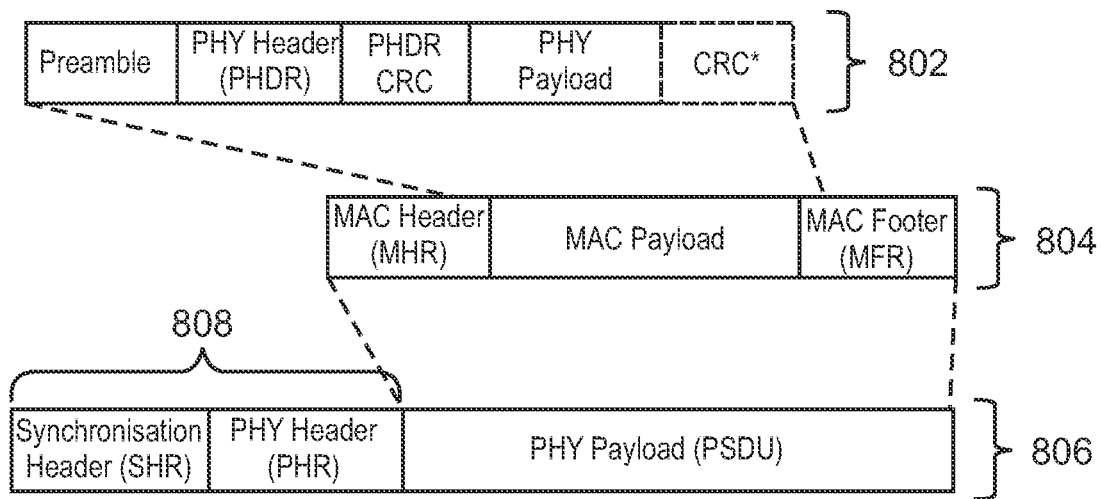 Preamble
PHY Header
(PHDR)
PHDR
CRC
PHY
Payload
CRC*
802
MAC Header
(MHR)
MAC Payload
MAC Footer
(MFR)
804
808
Synchronisation
Header (SHR)
PHY Header
(PHR)
PHY Payload (PSDU)
806